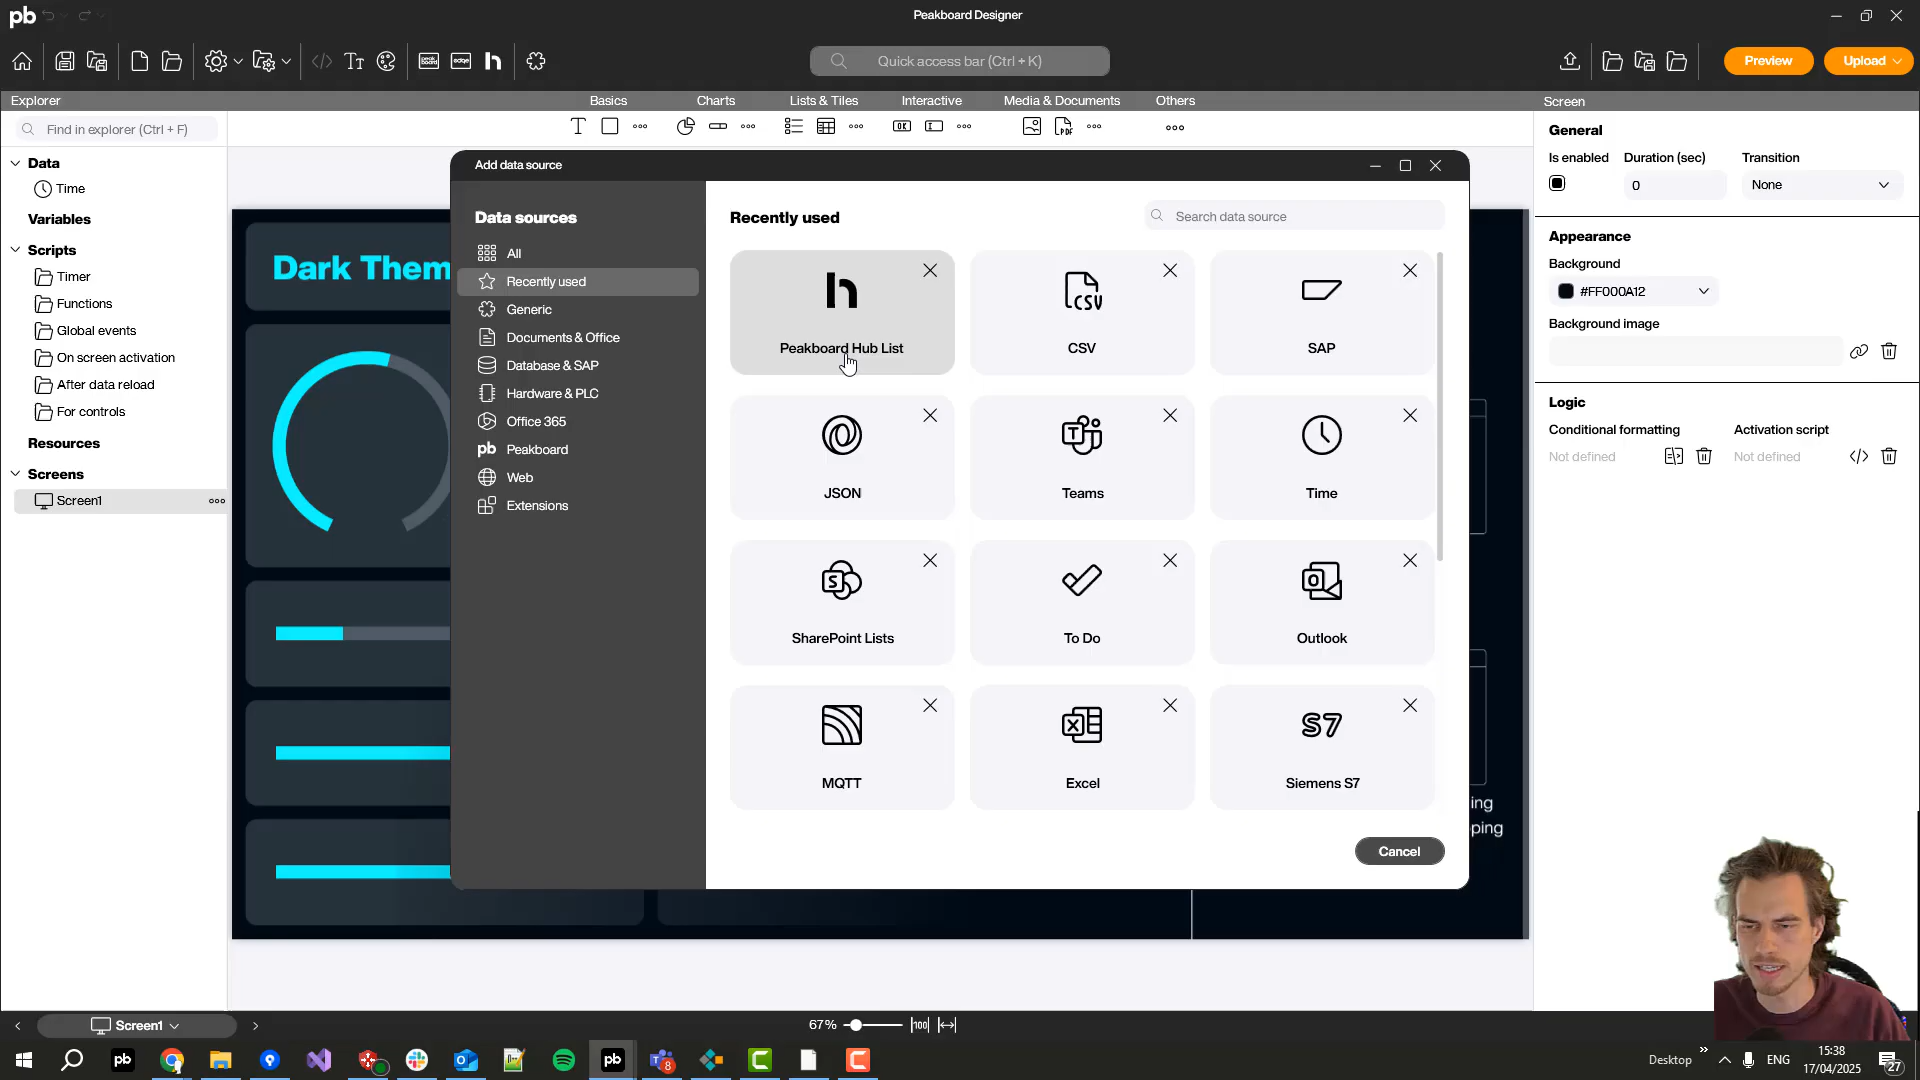 pb
Peakboard Designer
Quick access bar (Ctrl + K)
Preview
Upload
Explorer
Basics
Charts
Lists & Tiles
Interactive
Media & Documents
Others
Screen
Find in explorer (Ctrl + F)
Data
Time
Variables
Scripts
Timer
Functions
Global events
On screen activation
After data reload
For controls
Resources
Screens
Screen1
Dark Them
Add data source
Data sources
All
Recently used
Generic
Documents & Office
Database & SAP
Hardware & PLC
Office 365
pb Peakboard
Web
Extensions
Recently used
Search data source
Peakboard Hub List
CSV
CSV
SAP
JSON
Teams
Time
SharePoint Lists
To Do
Outlook
MQTT
Excel
S7
Siemens S7
Cancel
General
Is enabled
Duration (sec)
Transition
0
None
Appearance
Background
#FF000A12
Background image
Logic
Conditional formatting
Activation script
Not defined
Not defined
ing
ping
Screen1
67%
100
Desktop
ENG
15:38
17/04/2025
27